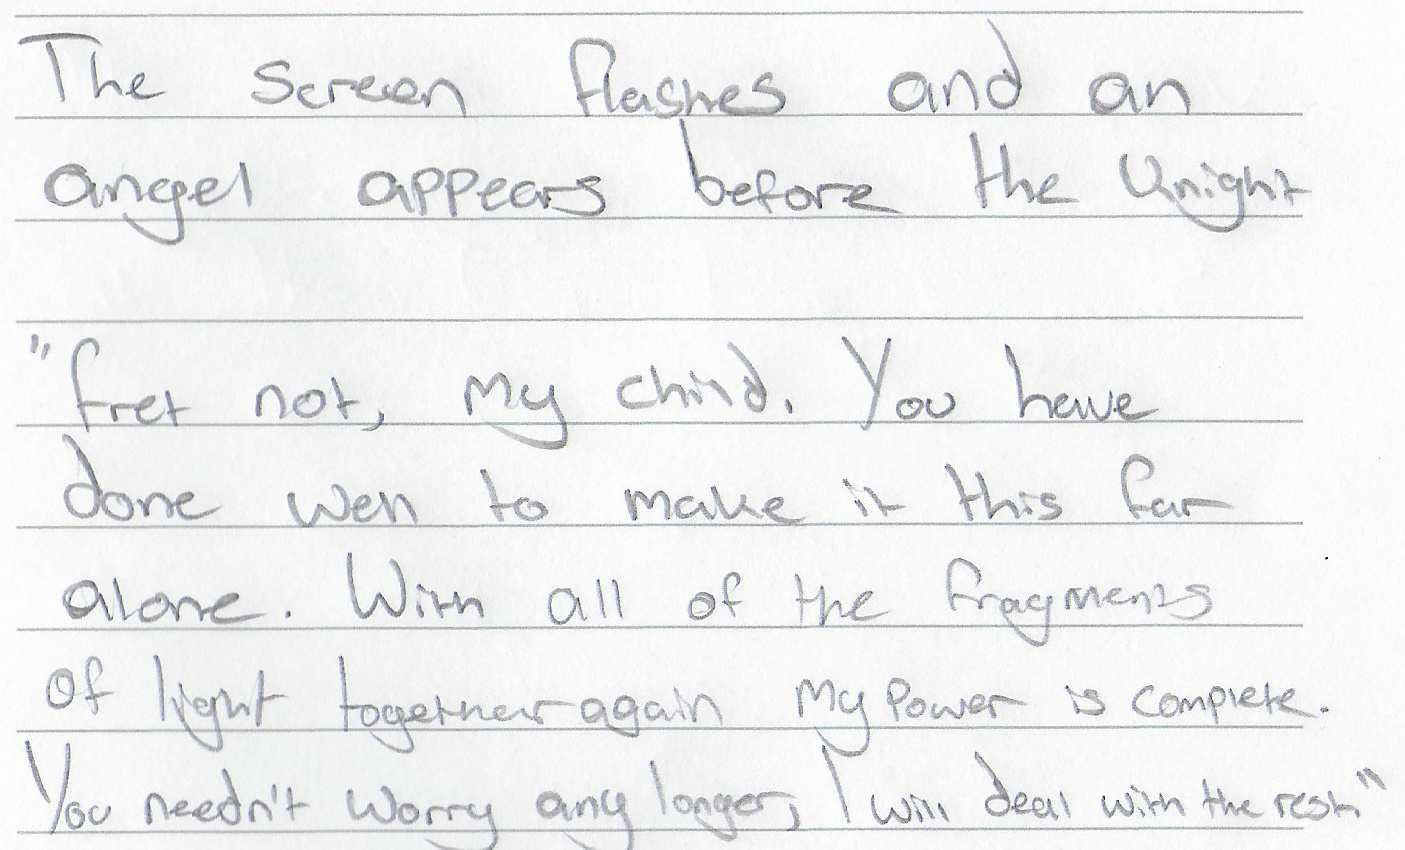 The screen flashes and an
angel appears before the Knight
"fret not, my child. You have
done well to make it this far
alone. With all of the fragments
of light together again my power is complete.
You needn't worry any longer, I will deal with the rest"